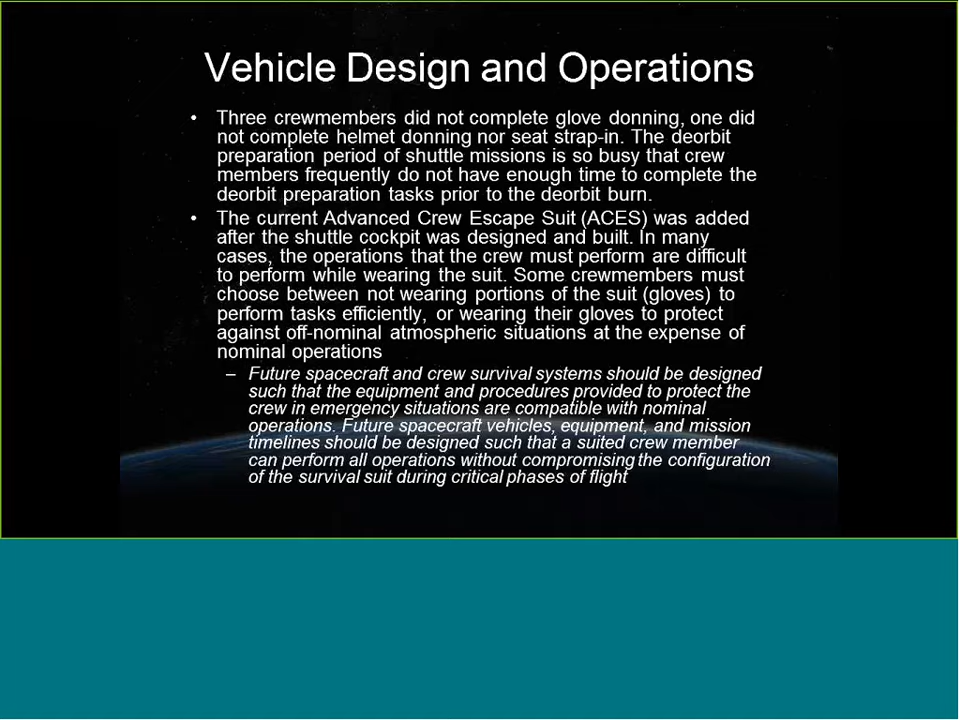 Vehicle Design and Operations
• Three crewmembers did not complete glove donning, one did
not complete helmet donning nor seat strap-in. The deorbit
preparation period of shuttle missions is so busy that crew
members frequently do not have enough time to complete the
deorbit preparation tasks prior to the deorbit burn.
• The current Advanced Crew Escape Suit (ACES) was added
after the shuttle cockpit was designed and built. In many
cases, the operations that the crew must perform are difficult
to perform while wearing the suit. Some crewmembers must
choose between not wearing portions of the suit (gloves) to
perform tasks efficiently, or wearing their gloves to protect
against off-nominal atmospheric situations at the expense of
nominal operations
– Future spacecraft and crew survival systems should be designed
such that the equipment and procedures provided to protect the
crew in emergency situations are compatible with nominal
operations. Future spacecraft vehicles, equipment, and mission
timelines should be designed such that a suited crew member
can perform all operations without compromising the configuration
of the survival suit during critical phases of flight